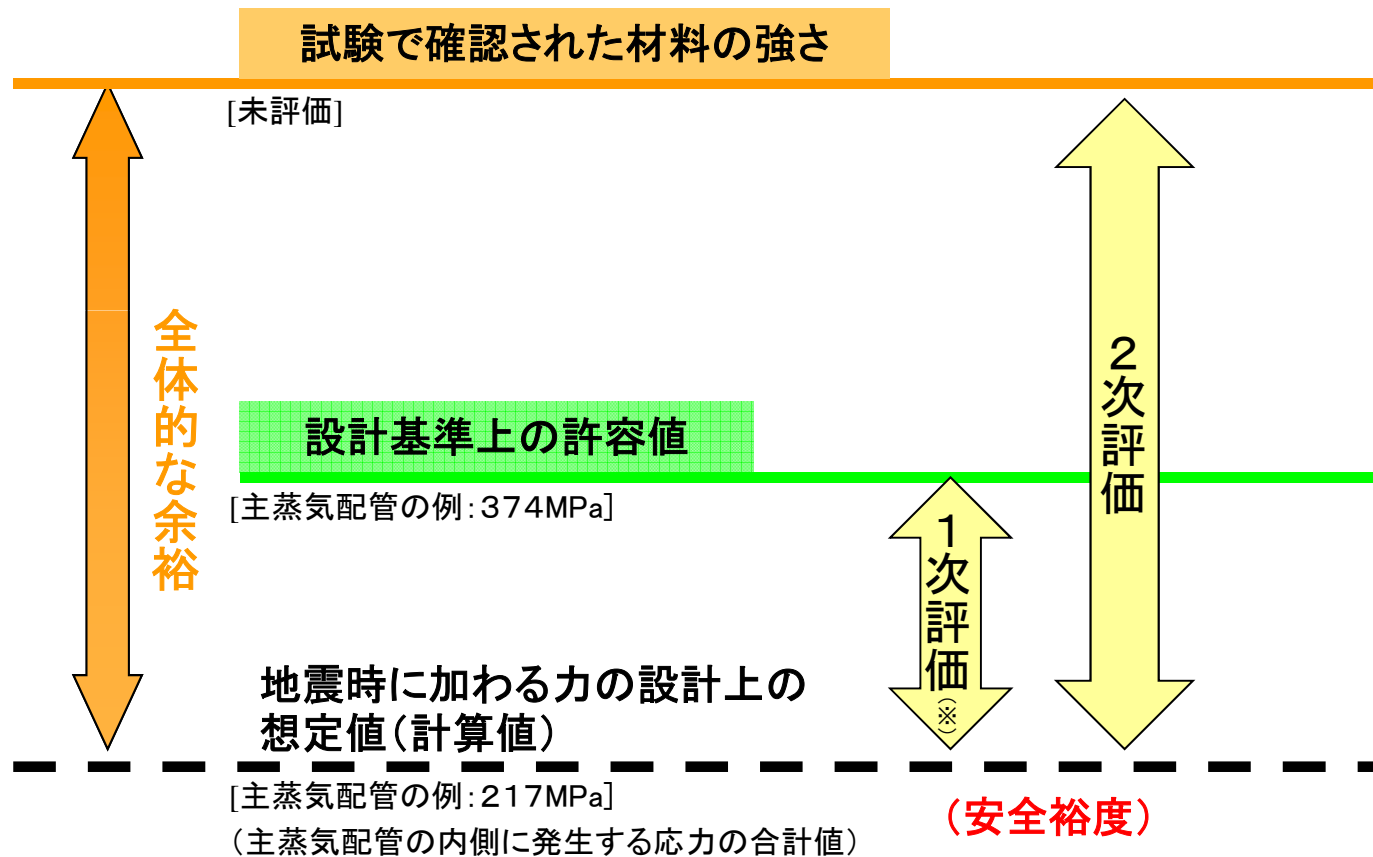 試験で確認された材料の強さ
[未評価]
全体的な余裕
2次評価
設計基準上の許容値
[主蒸気配管の例:374MPa]
1次評価(※)
地震時に加わる力の設計上の
想定値(計算値)
[主蒸気配管の例:217MPa]
(主蒸気配管の内側に発生する応力の合計値)
(安全裕度)